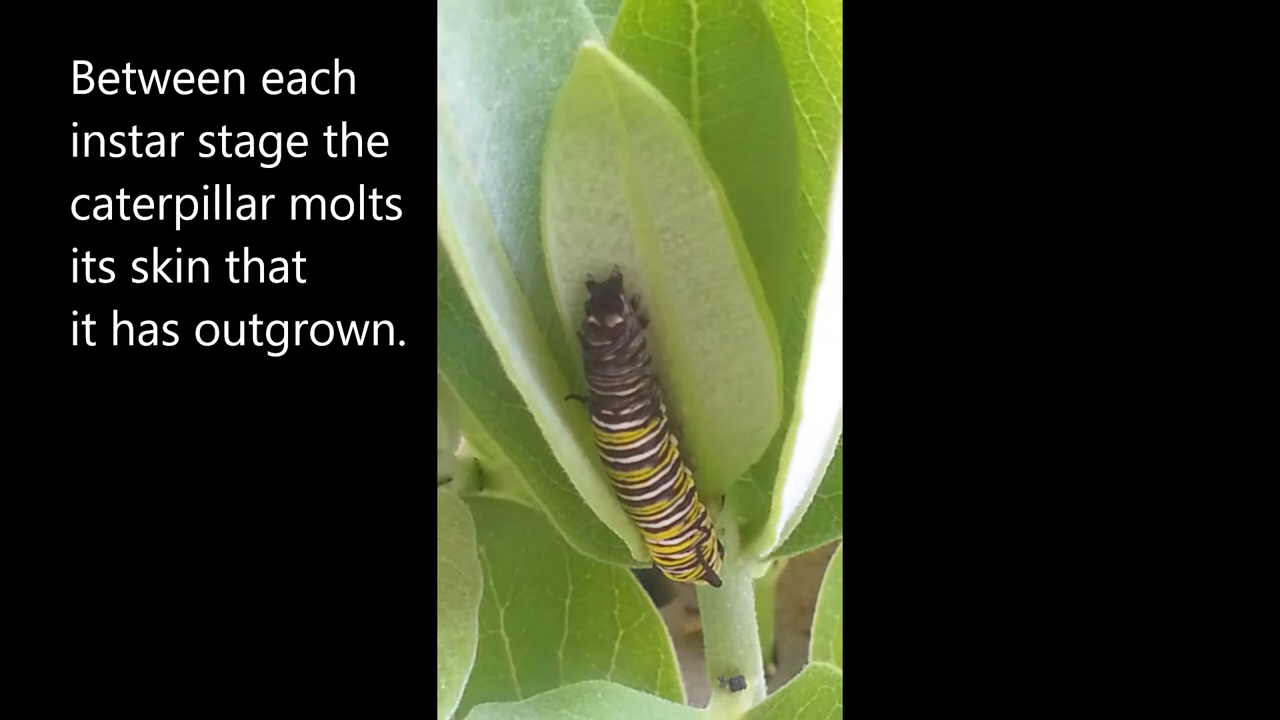 Between each
instar stage the
caterpillar molts
its skin that
it has outgrown.